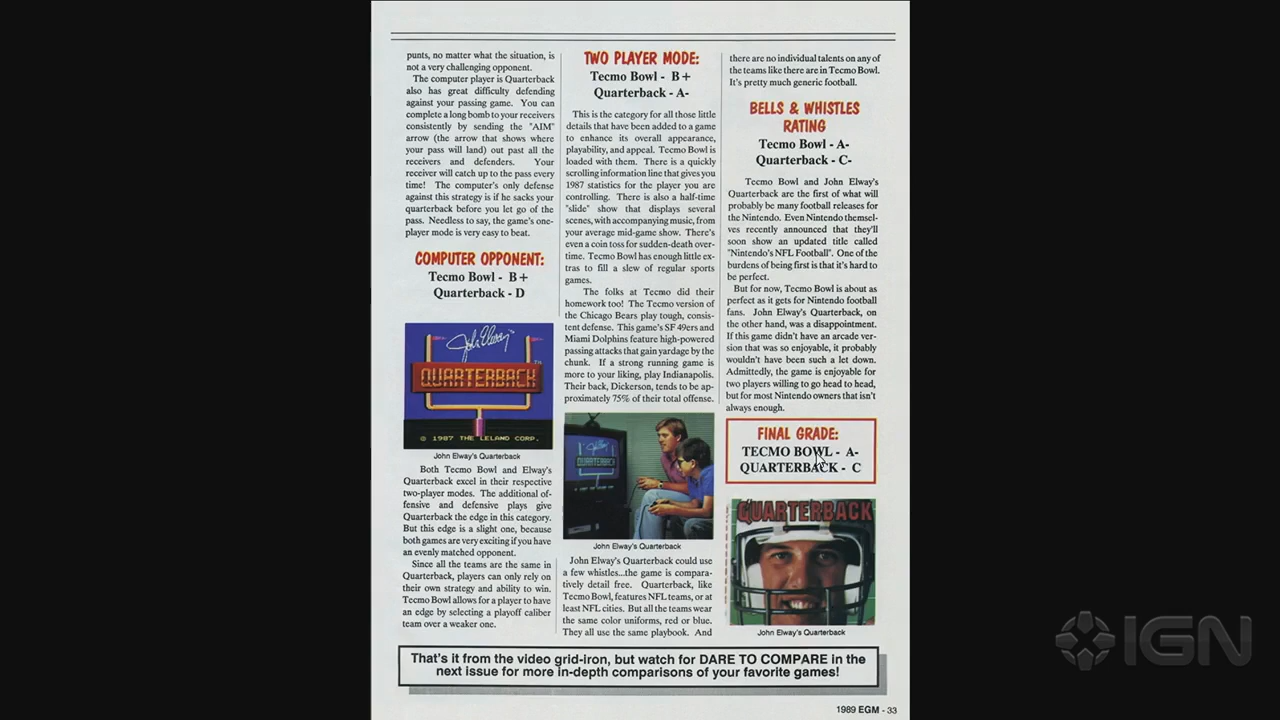 punts, no matter what the situation, is
not a very challenging opponent.
The computer player is Quarterback
also has great difficulty defending
against your passing game. You can
complete a long bomb to your receivers
consistently by sending the "AIM"
arrow (the arrow that shows where
your pass will land) out past all the
receivers and defenders. Your
receiver will catch up to the pass every
time! The computer's only defense
against this strategy is if he sacks your
quarterback before you let go of the
pass. Needless to say, the game's one-
player mode is very easy to beat.
COMPUTER OPPONENT:
Tecmo Bowl - B+
Quarterback - D
John Elway's
QUARTERBACK
TM
© 1987 THE LELAND CORP.
John Elway's Quarterback
Both Tecmo Bowl and Elway's
Quarterback excel in their respective
two-player modes. The additional of-
fensive and defensive plays give
Quarterback the edge in this category.
But this edge is a slight one, because
both games are very exciting if you have
an evenly matched opponent.
Since all the teams are the same in
Quarterback, players can only rely on
their own strategy and ability to win.
Tecmo Bowl allows for a player to have
an edge by selecting a playoff caliber
team over a weaker one.
TWO PLAYER MODE:
Tecmo Bowl - B+
Quarterback - A-
This is the category for all those little
details that have been added to a game
to enhance its overall appearance,
playability, and appeal. Tecmo Bowl is
loaded with them. There is a quickly
scrolling information line that gives you
1987 statistics for the player you are
controlling. There is also a half-time
"slide" show that displays several
scenes, with accompanying music, from
your average mid-game show. There's
even a coin toss for sudden-death over-
time. Tecmo Bowl has enough little ex-
tras to fill a slew of regular sports
games.
The folks at Tecmo did their
homework too! The Tecmo version of
the Chicago Bears play tough, consis-
tent defense. This game's SF 49ers and
Miami Dolphins feature high-powered
passing attacks that gain yardage by the
chunk. If a strong running game is
more to your liking, play Indianapolis.
Their back, Dickerson, tends to be ap-
proximately 75% of their total offense.
QUARTERBACK
John Elway's Quarterback
John Elway's Quarterback could use
a few whistles...the game is compara-
tively detail free. Quarterback, like
Tecmo Bowl, features NFL teams, or at
least NFL cities. But all the teams wear
the same color uniforms, red or blue.
They all use the same playbook. And
there are no individual talents on any of
the teams like there are in Tecmo Bowl.
It's pretty much generic football.
BELLS & WHISTLES
RATING
Tecmo Bowl - A-
Quarterback - C-
Tecmo Bowl and John Elway's
Quarterback are the first of what will
probably be many football releases for
the Nintendo. Even Nintendo themsel-
ves recently announced that they'll
soon show an updated title called
"Nintendo's NFL Football". One of the
burdens of being first is that it's hard to
be perfect.
But for now, Tecmo Bowl is about as
perfect as it gets for Nintendo football
fans. John Elway's Quarterback, on
the other hand, was a disappointment.
If this game didn't have an arcade ver-
sion that was so enjoyable, it probably
wouldn't have been such a let down.
Admittedly, the game is enjoyable for
two players willing to go head to head,
but for most Nintendo owners that isn't
always enough.
FINAL GRADE:
TECMO BOWL - A-
QUARTERBACK - C
QUARTERBACK
John Elway's Quarterback
That's it from the video grid-iron, but watch for DARE TO COMPARE in the
next issue for more in-depth comparisons of your favorite games!
1989 EGM - 33
IGN